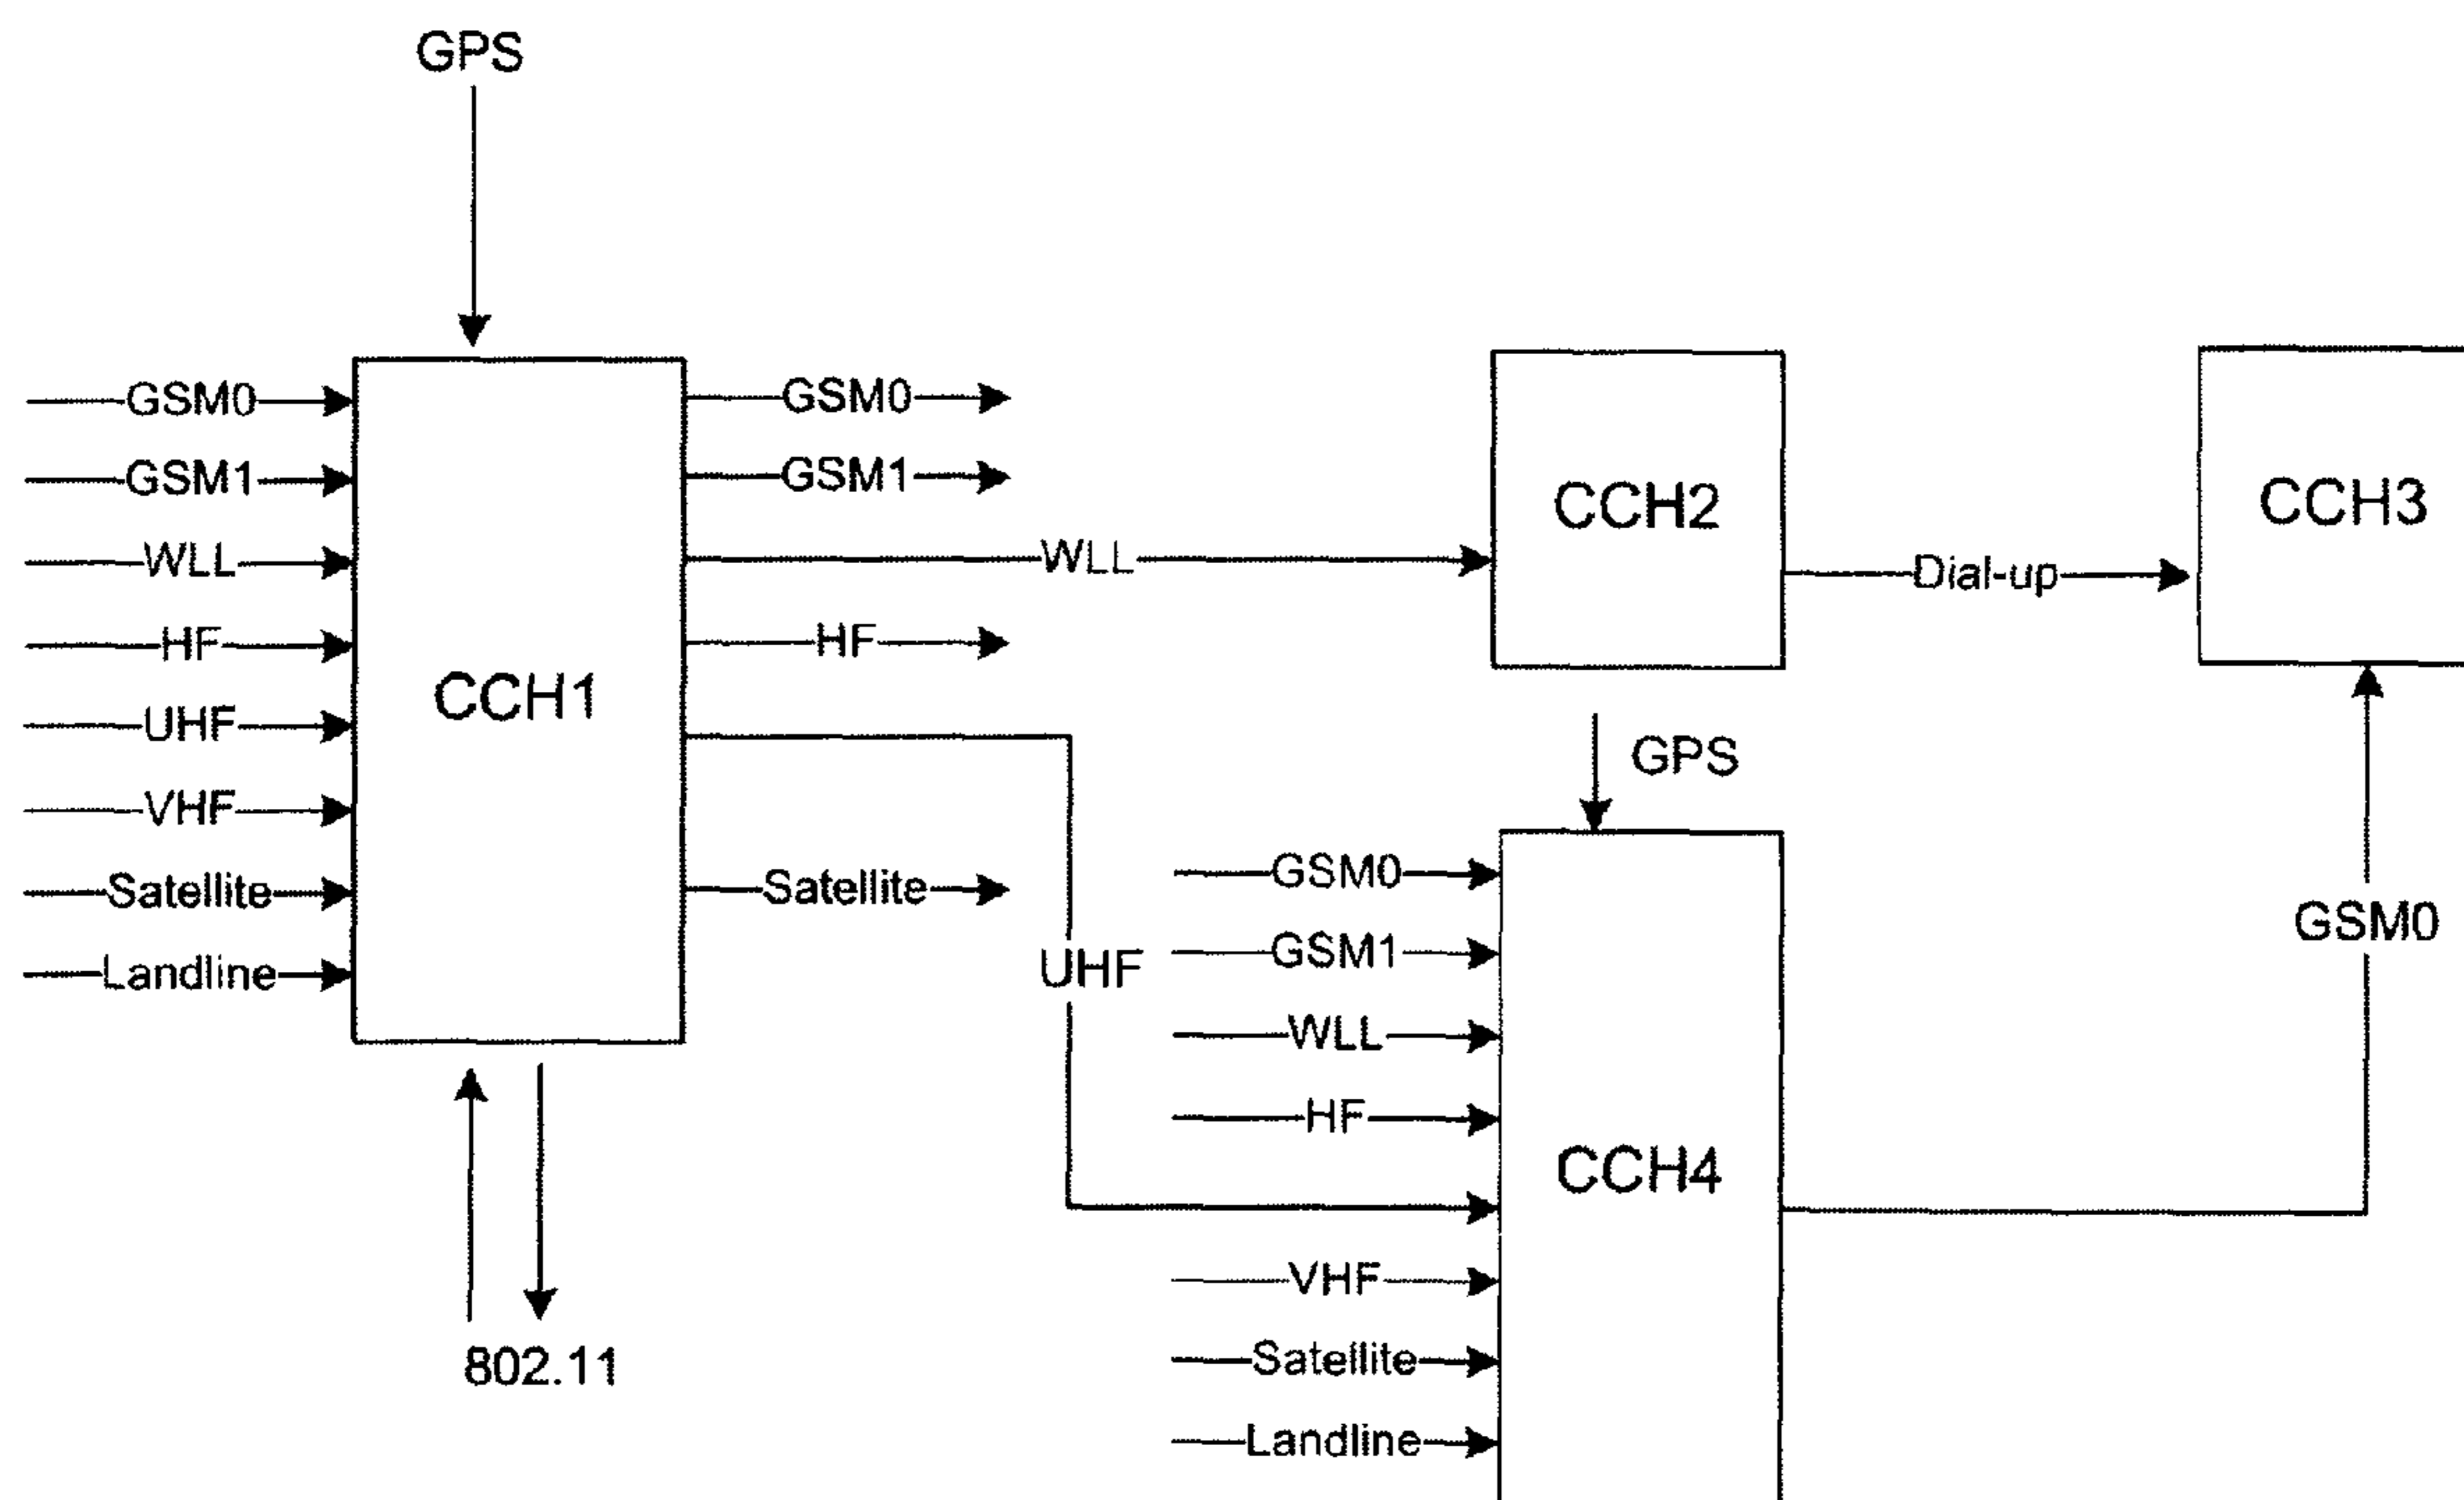 GPS
GSM0
GSM1
WLL
HF
UHF
VHF
Satellite
Landline
CCH1
802.11
GSM0
GSM1
WLL
HF
Satellite
UHF
CCH2
Dial-up
CCH3
GPS
GSM0
GSM1
WLL
HF
VHF
Satellite
Landline
CCH4
GSM0